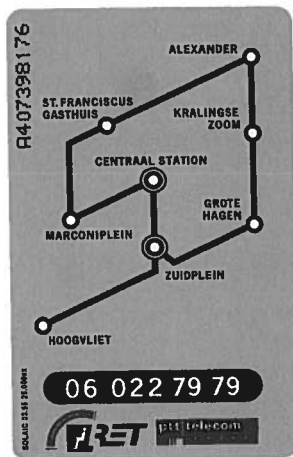 A407398176
ALEXANDER
ST. FRANCISCUS
GASTHUIS
KRALINGSE
ZOOM
CENTRAAL STATION
GROTE
HAGEN
MARCONIPLEIN
ZUIDPLEIN
HOOGVLIET
06 022 79 79
RET
ptt telecom